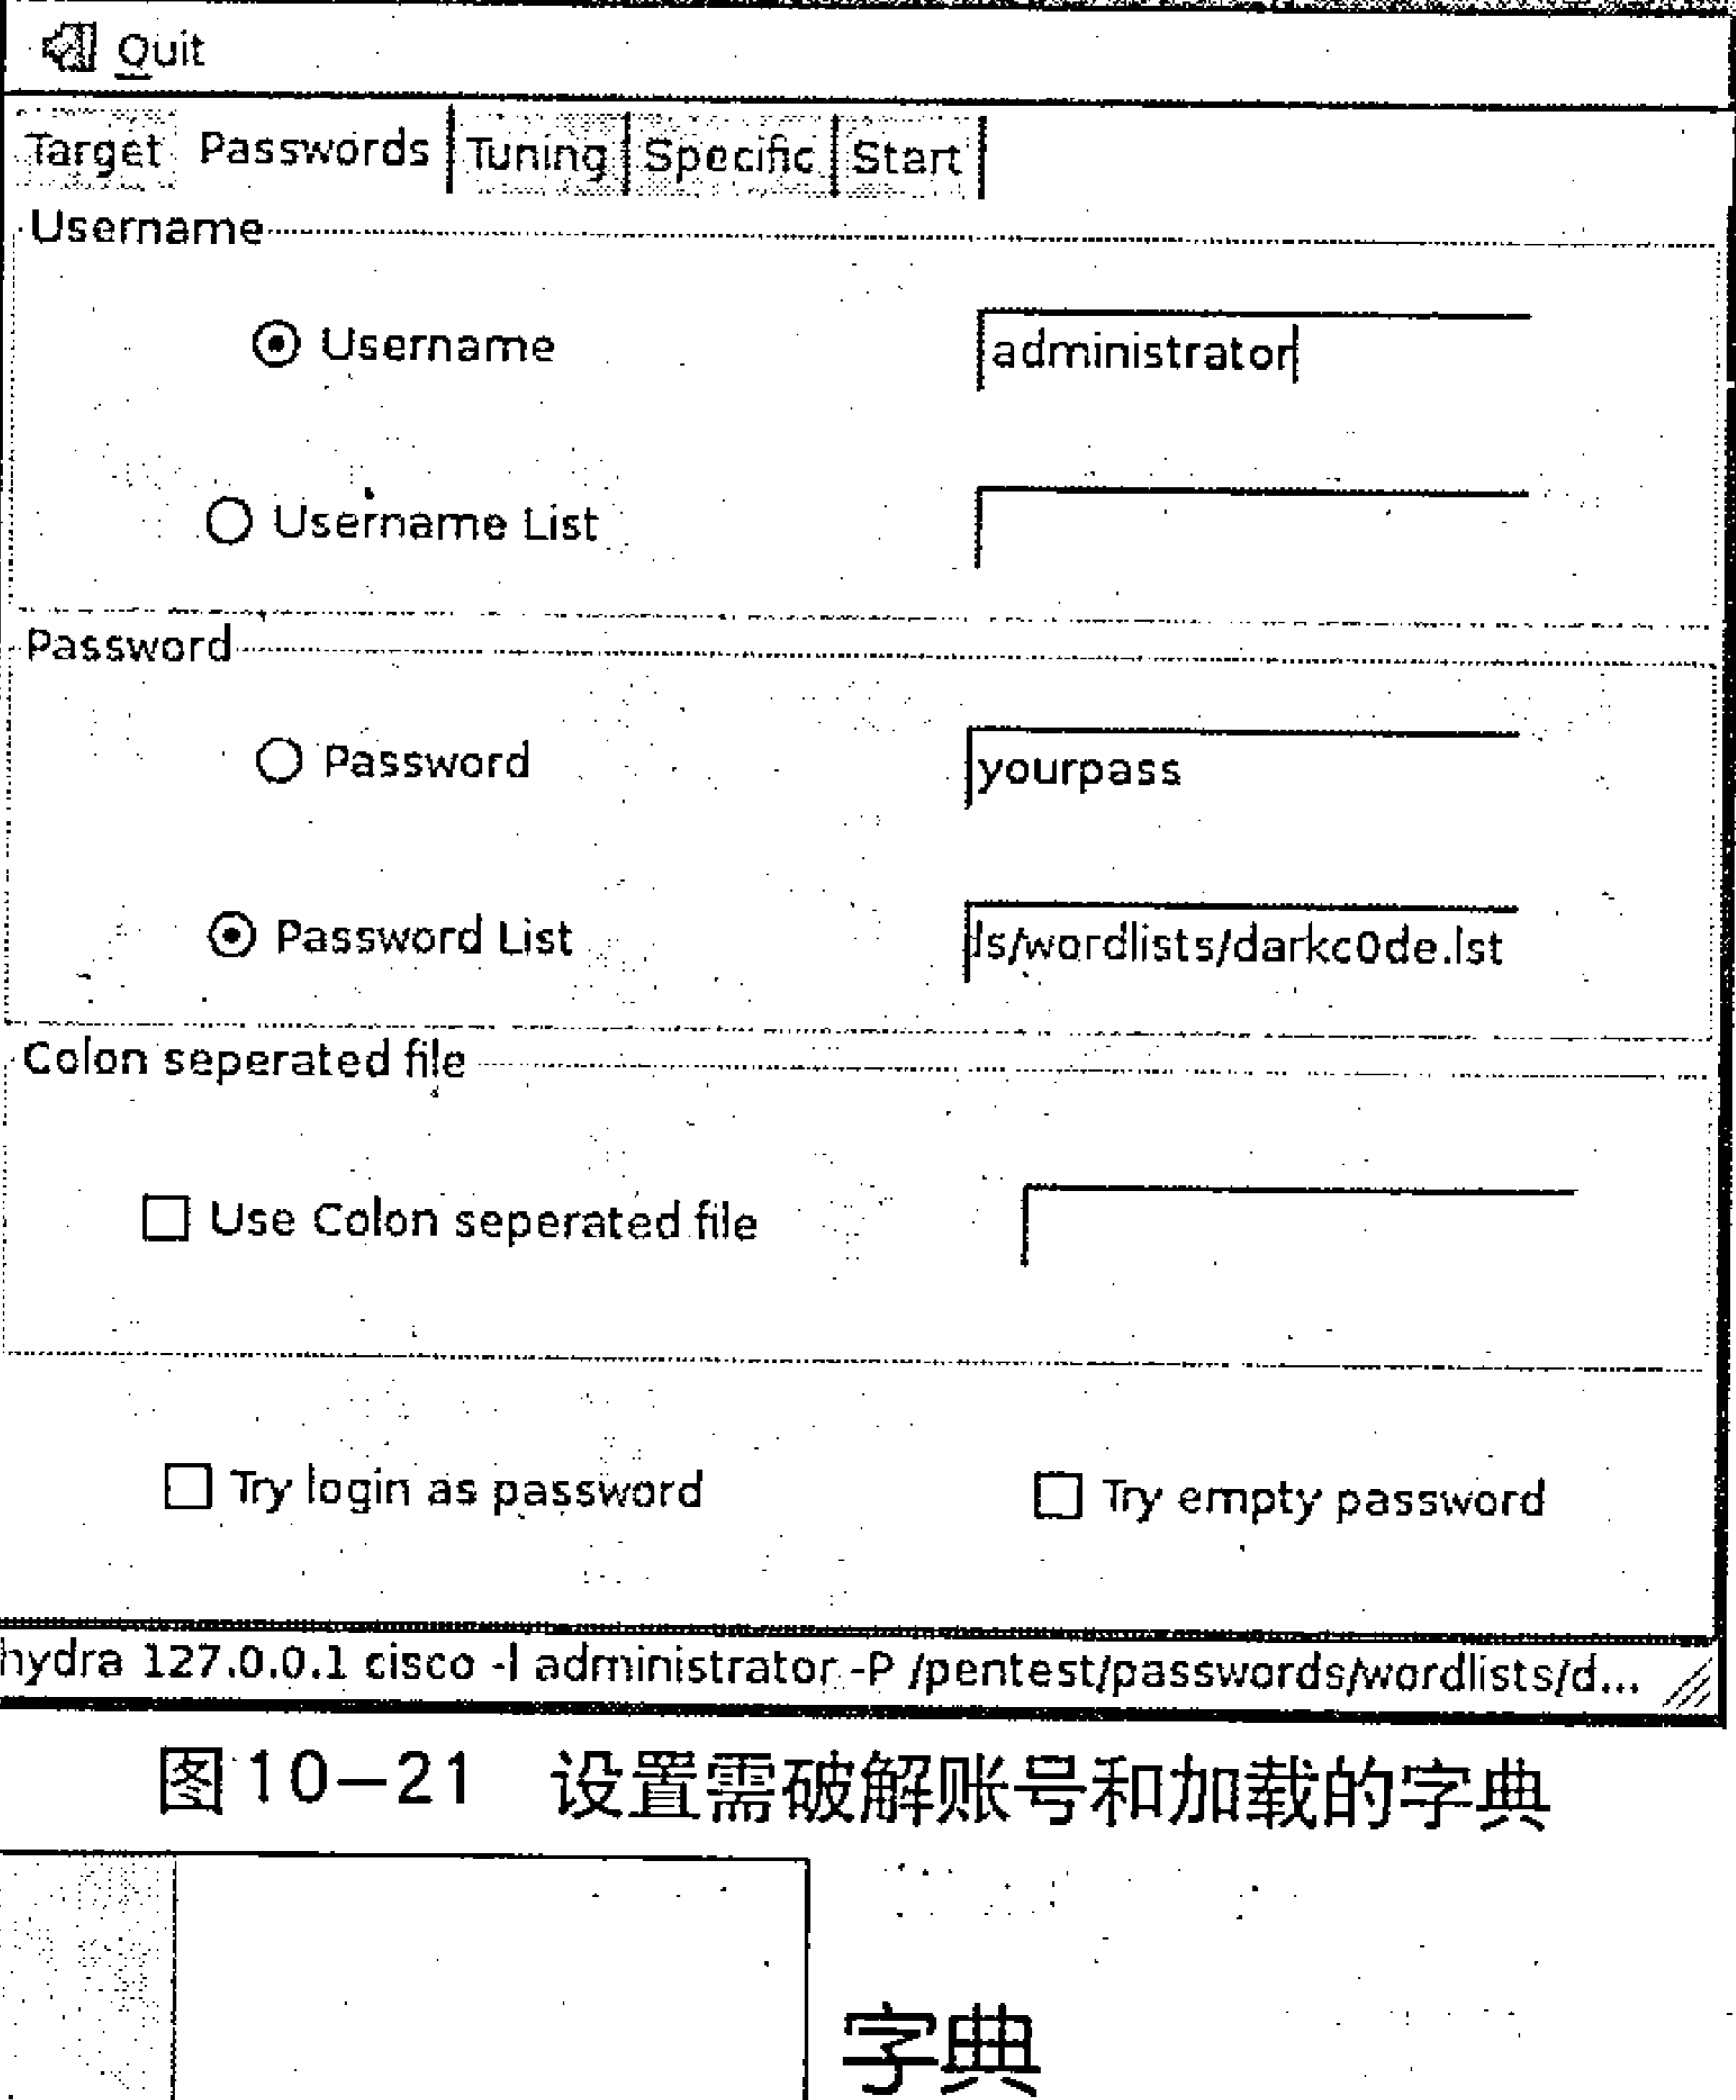 Quit
Target Passwords Tuning Specific Start
Username
Username administrator
Username List
Password
Password yourpass
Password List ls/wordlists/darkc0de.lst
Colon seperated file
Use Colon seperated file
Try login as password Try empty password
hydra 127.0.0.1 cisco -l administrator -P /pentest/passwords/wordlists/d...
图10-21 设置需破解账号和加载的字典
字典